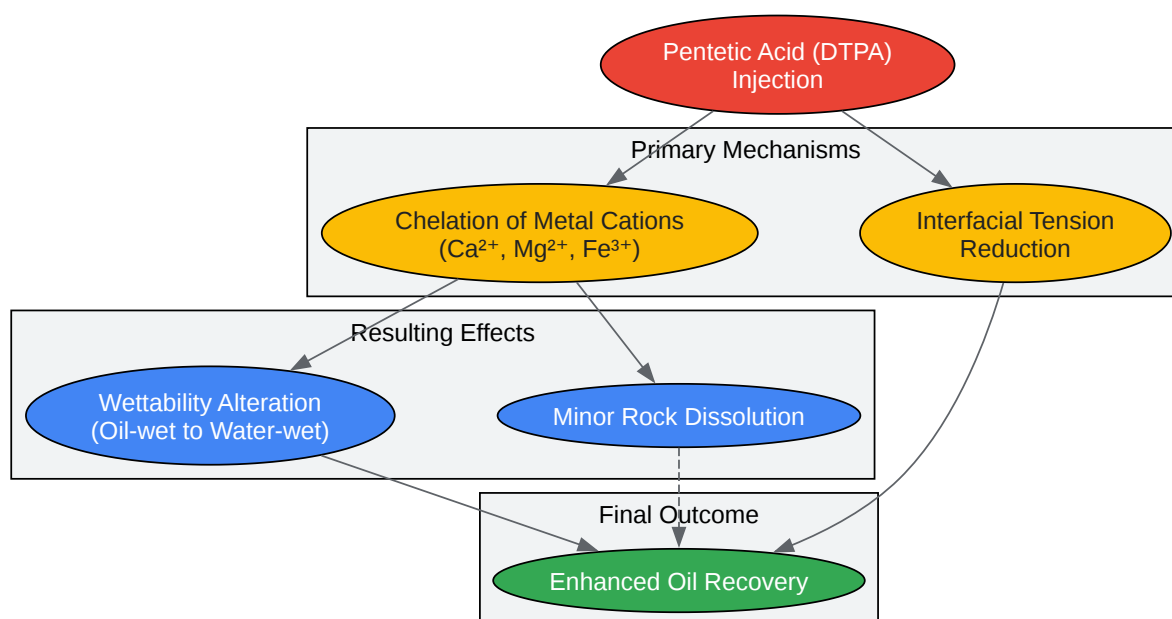 Pentetic Acid (DTPA)
Injection
Primary Mechanisms
Chelation of Metal Cations
(Ca²⁺, Mg²⁺, Fe³⁺)
Interfacial Tension
Reduction
Resulting Effects
Wettability Alteration
(Oil-wet to Water-wet)
Minor Rock Dissolution
Final Outcome
Enhanced Oil Recovery